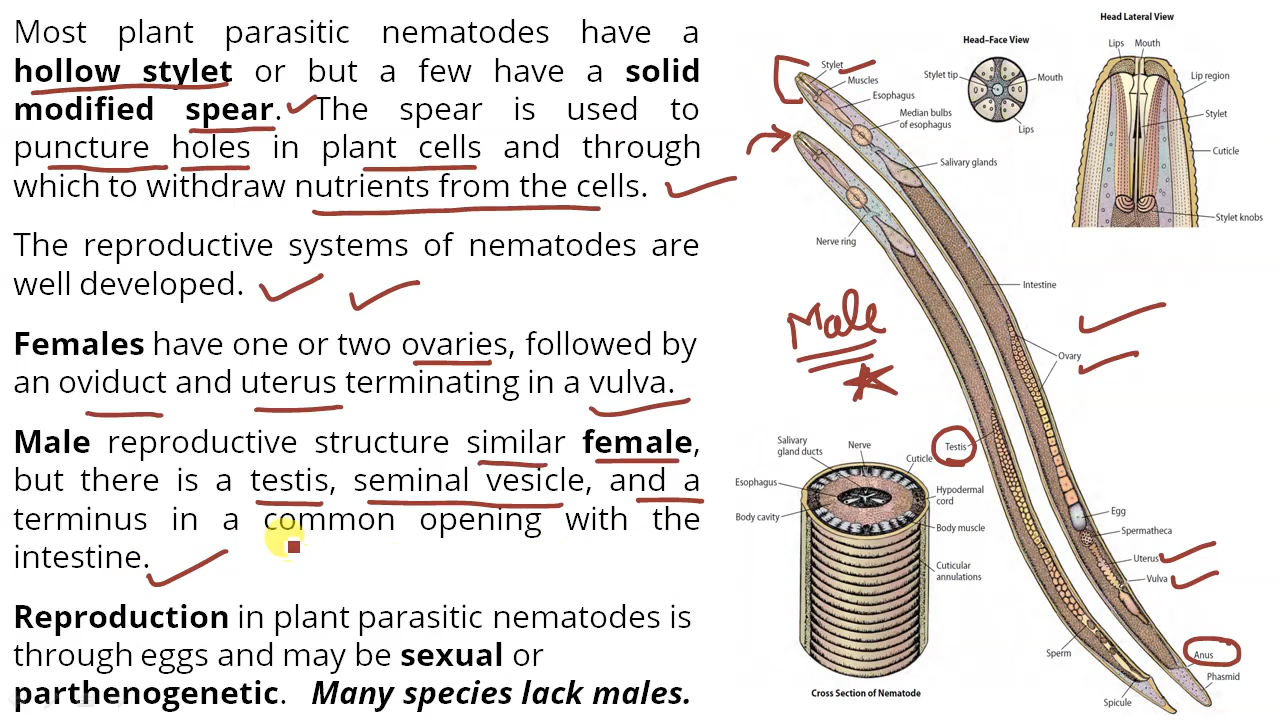 Most plant parasitic nematodes have a
hollow stylet or but a few have a solid
modified spear. The spear is used to
puncture holes in plant cells and through
which to withdraw nutrients from the cells.
The reproductive systems of nematodes are
well developed.
Females have one or two ovaries, followed by
an oviduct and uterus terminating in a vulva.
Male reproductive structure similar female,
but there is a testis, seminal vesicle, and a
terminus in a common opening with the
intestine.
Reproduction in plant parasitic nematodes is
through eggs and may be sexual or
parthenogenetic. Many species lack males.
Head Lateral View
Lips
Mouth
Lip region
Stylet
Cuticle
Stylet knobs
Head–Face View
Stylet tip
Mouth
Lips
Stylet
Muscles
Esophagus
Median bulbs
of esophagus
Salivary glands
Nerve ring
Intestine
Male
Ovary
Testis
Egg
Spermatheca
Uterus
Vulva
Sperm
Anus
Phasmid
Spicule
Salivary
gland ducts
Nerve
Cuticle
Esophagus
Hypodermal
cord
Body cavity
Body muscle
Cuticular
annulations
Cross Section of Nematode